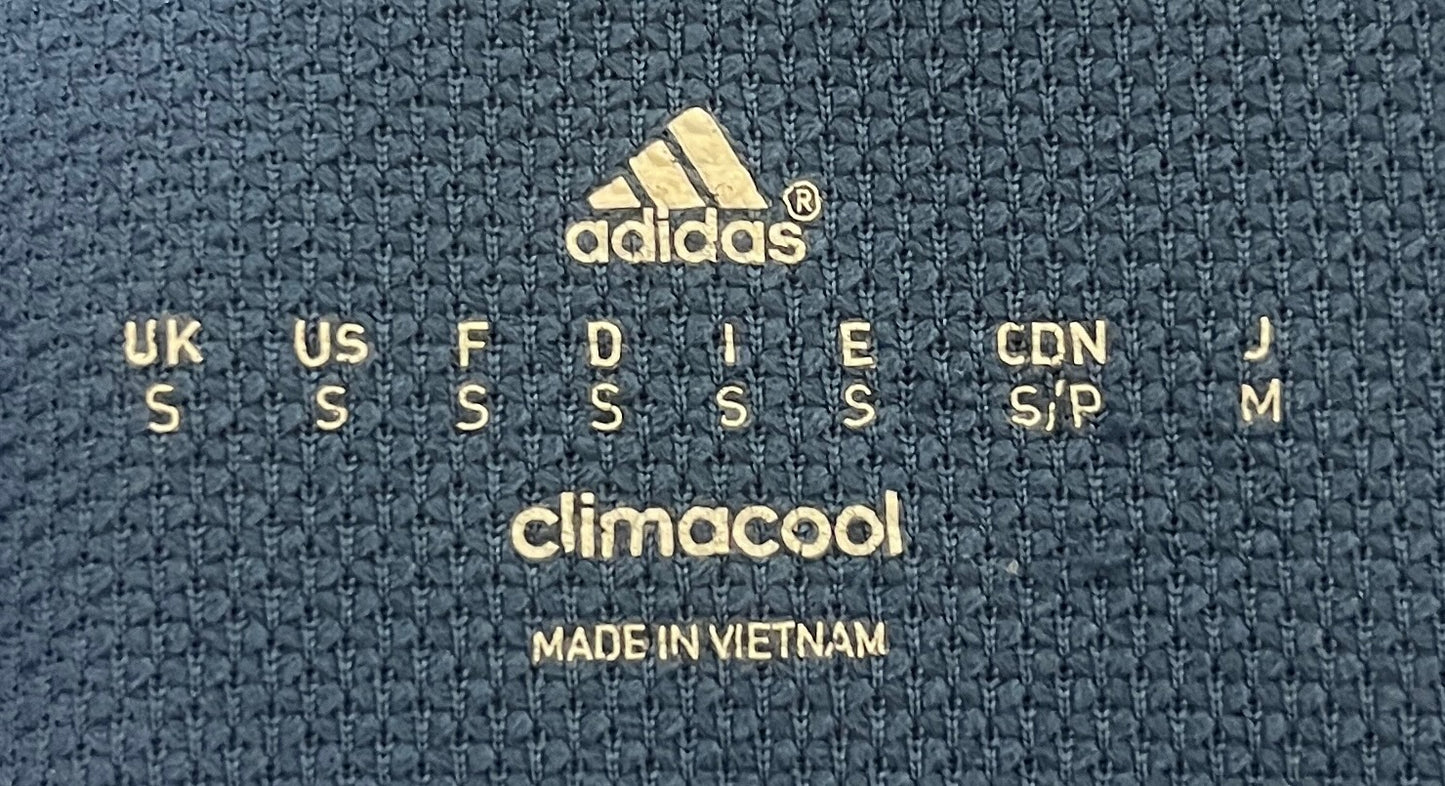 adidas®
UK US F D I E CDN J
S S S S S S S/P M
climacool
MADE IN VIETNAM